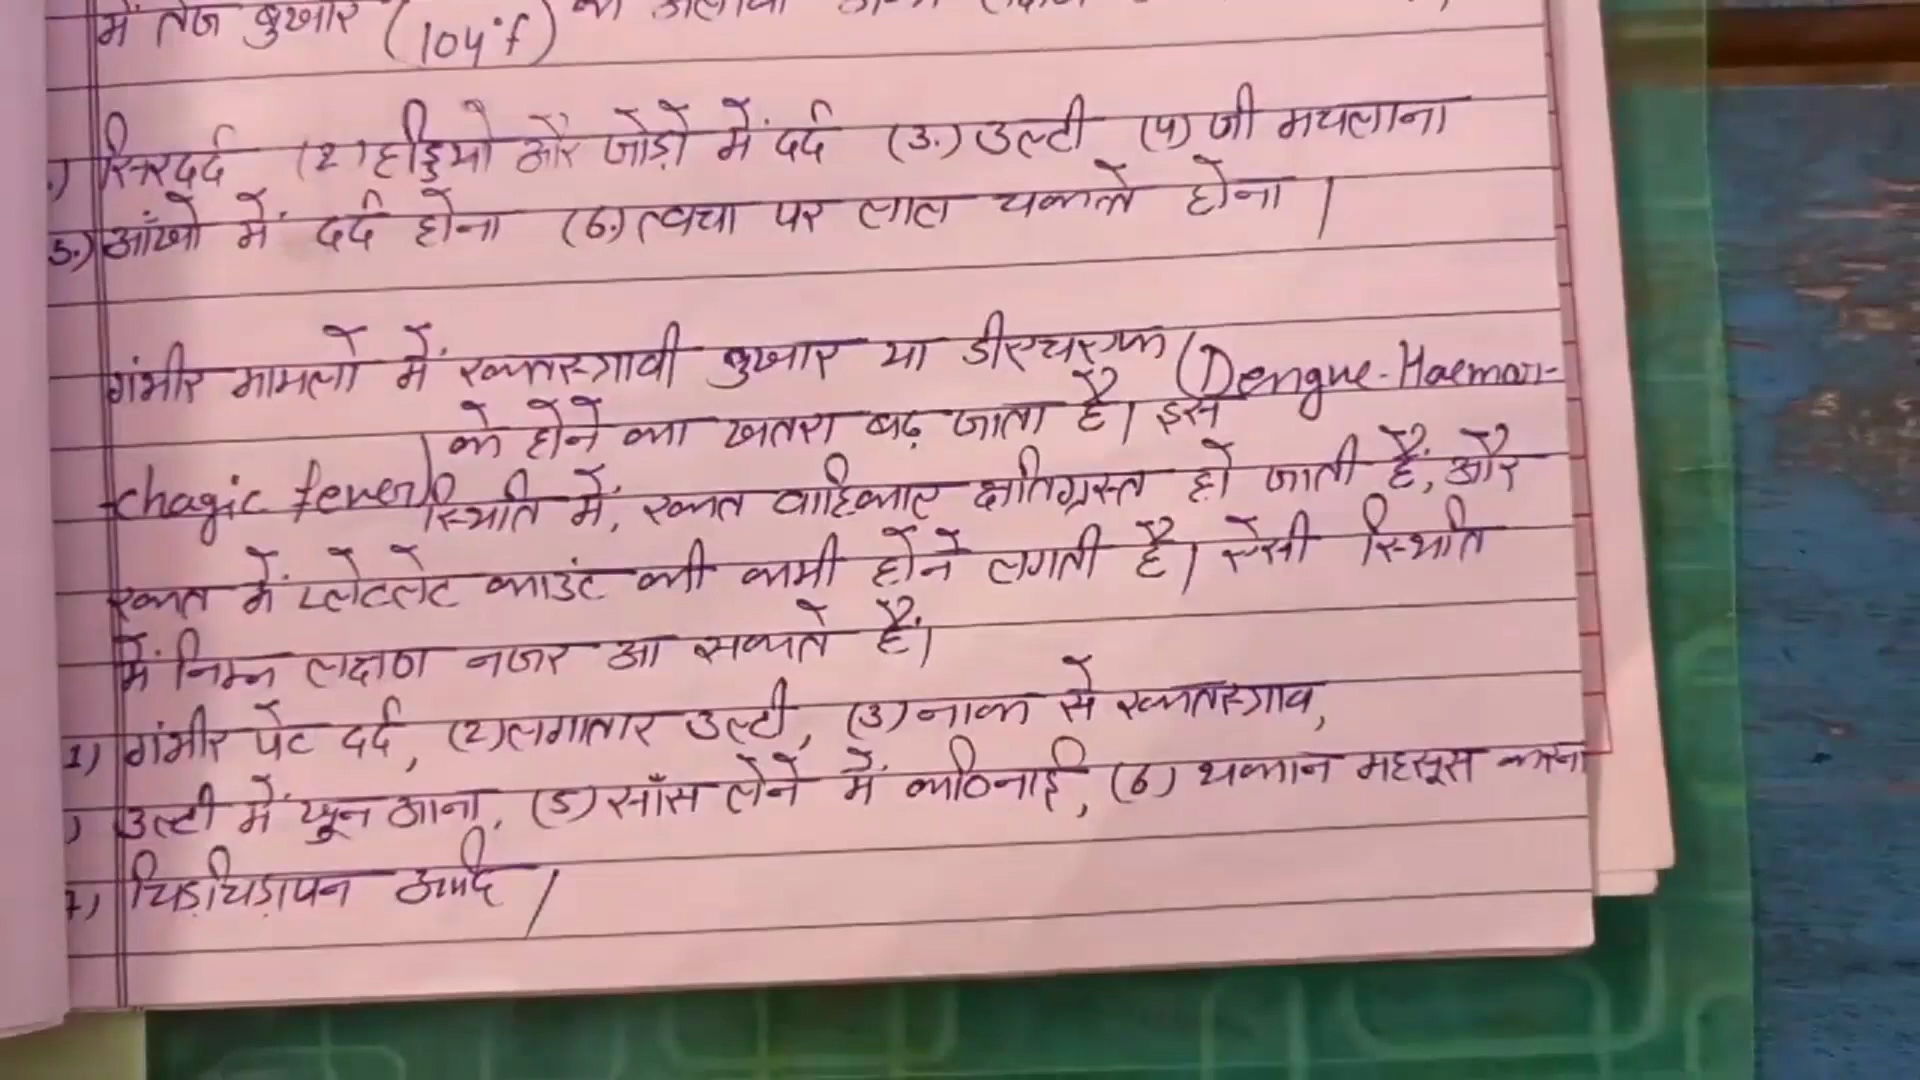 में तेज बुखार (104°f) के अलावा
1.) सिरदर्द (2) हड्डियो और जोड़ो में दर्द (3.) उल्टी (4) जी मचलाना
5.) आँखो में दर्द होना (6.) त्वचा पर लाल चकत्ते होना।
गंभीर मामलो में रक्तस्त्रावी बुखार या डीएचएफ (Dengue-Haemorr-
के होने का खतरा बढ़ जाता है। इस
-chagic fever) स्थिति में, रक्त वाहिकाए क्षतिग्रस्त हो जाती हैं, और
रक्त में प्लेटलेट काउंट की कमी होने लगती है। ऐसी स्थिति
में निम्न लक्षण नजर आ सकते हैं।
1) गंभीर पेट दर्द, (2) लगातार उल्टी, (3) नाक से रक्तस्त्राव,
) उल्टी में खून आना, (5) साँस लेने में कठिनाई, (6) थकान महसूस करना
7) चिड़चिड़ापन आदि।